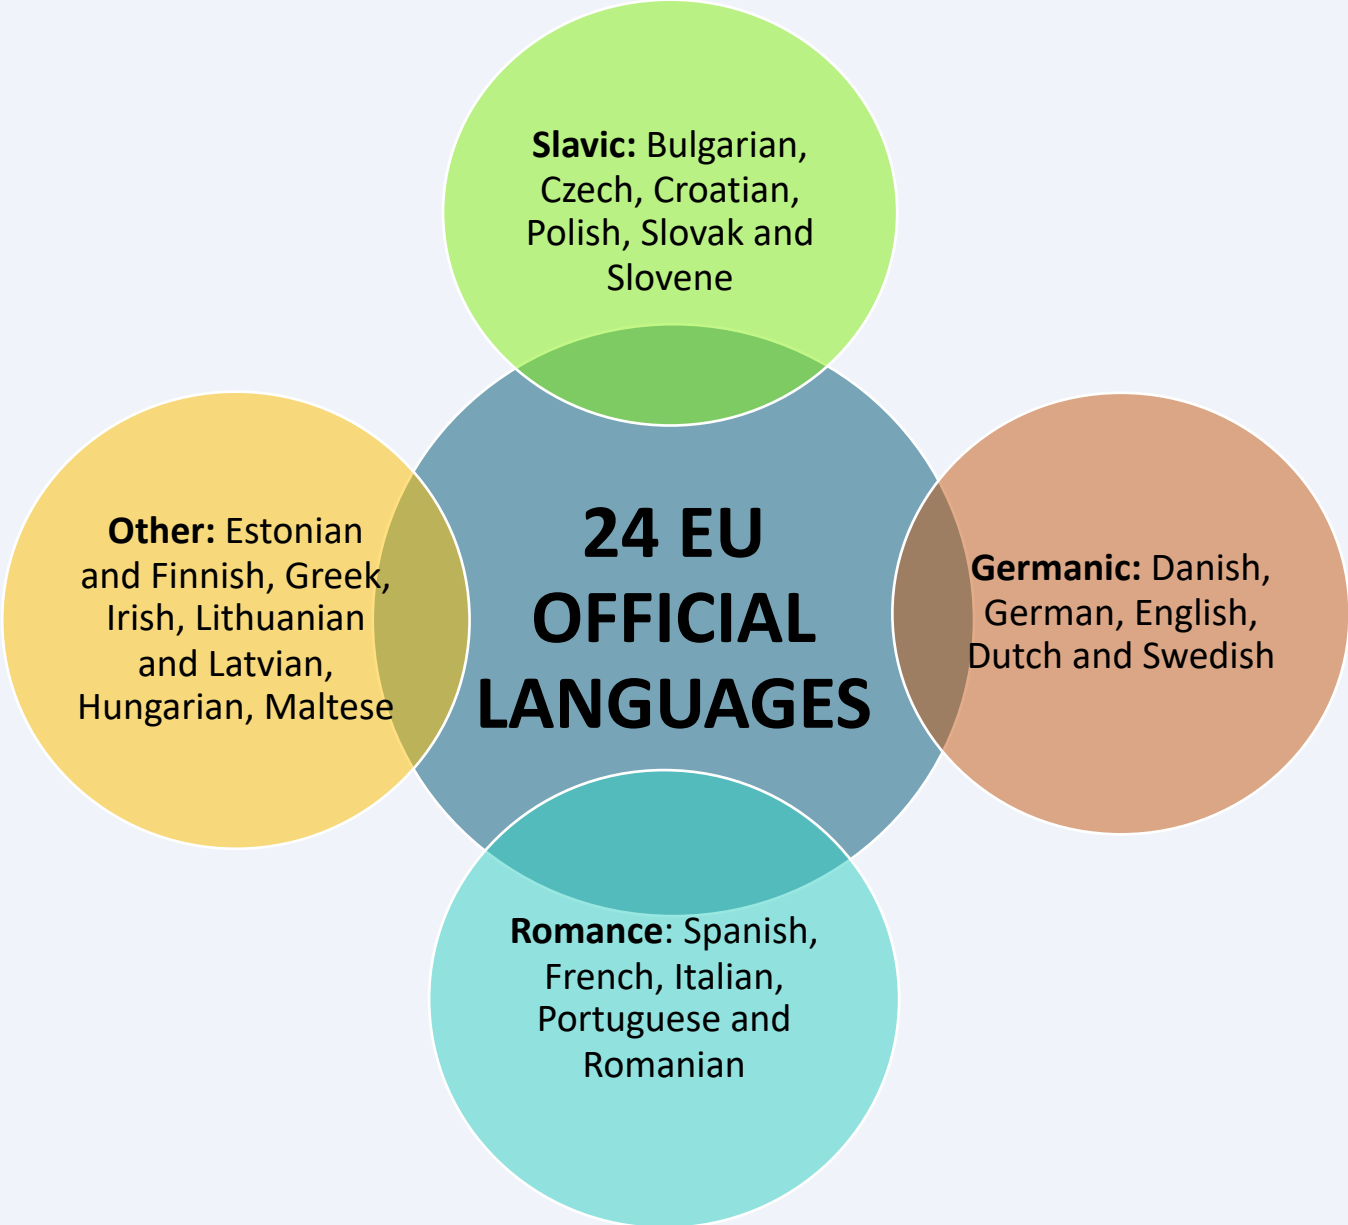 Slavic: Bulgarian,
Czech, Croatian,
Polish, Slovak and
Slovene
Other: Estonian
and Finnish, Greek,
Irish, Lithuanian
and Latvian,
Hungarian, Maltese
24 EU
OFFICIAL
LANGUAGES
Germanic: Danish,
German, English,
Dutch and Swedish
Romance: Spanish,
French, Italian,
Portuguese and
Romanian